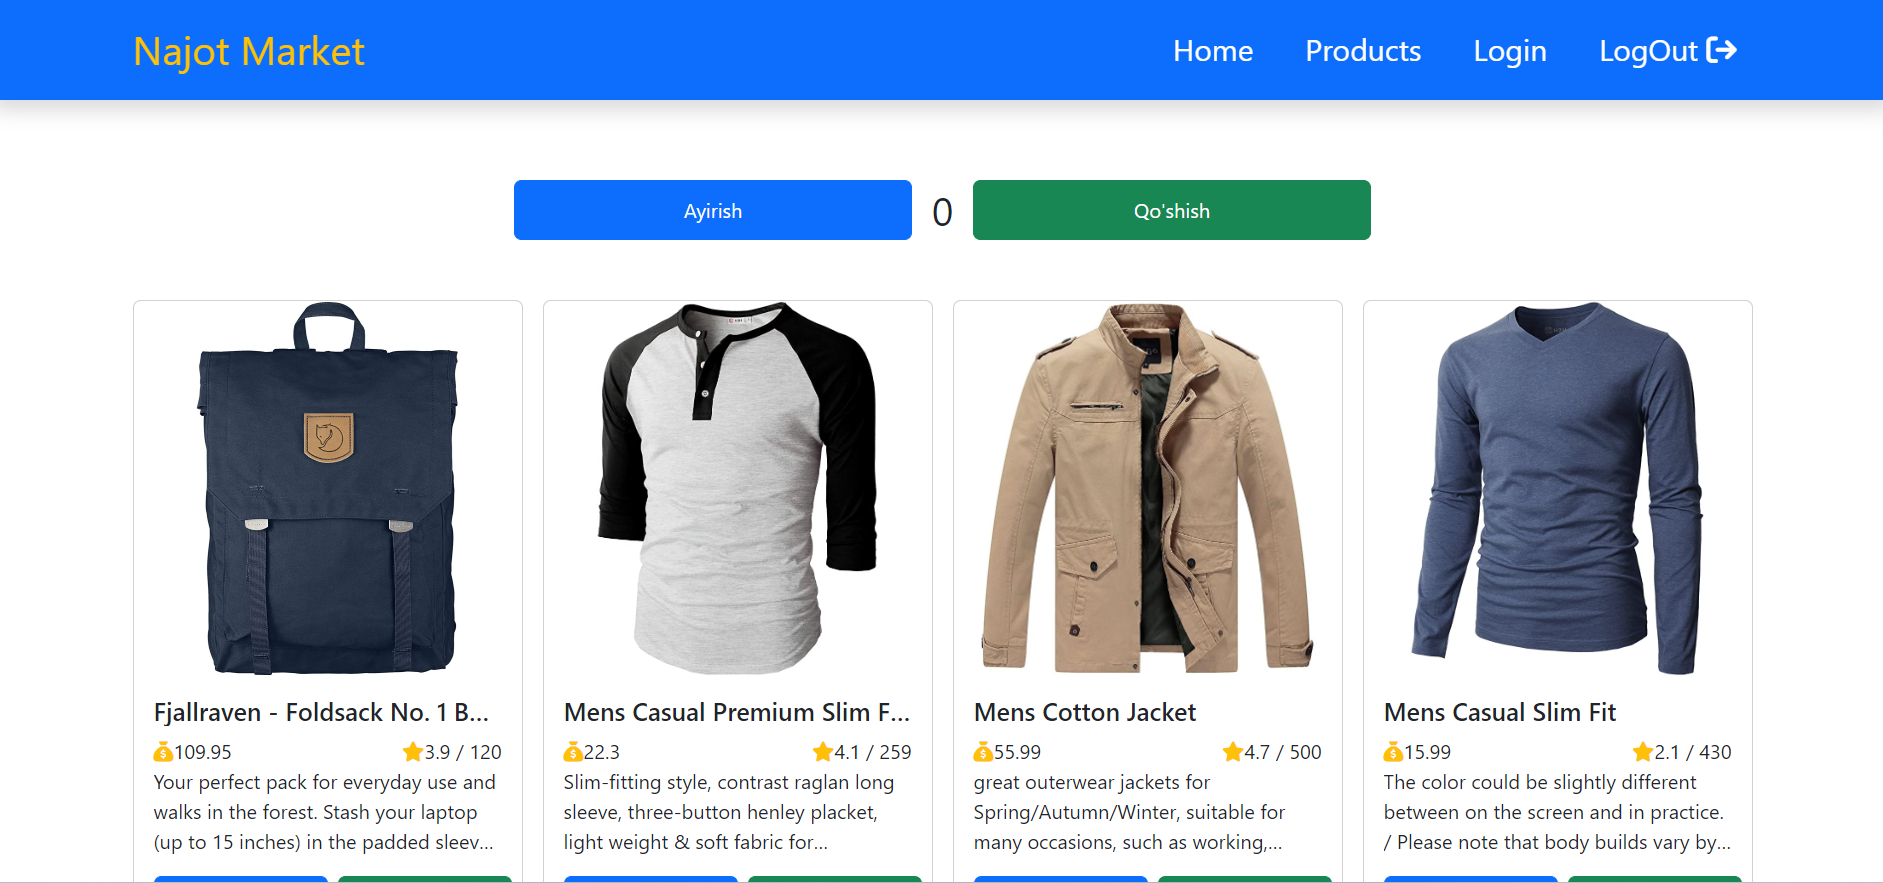 Najot Market
Home Products Login LogOut
Ayirish 0 Qo'shish
Fjallraven - Foldsack No. 1 B...
109.95 3.9 / 120
Your perfect pack for everyday use and
walks in the forest. Stash your laptop
(up to 15 inches) in the padded sleev...
Mens Casual Premium Slim F...
22.3 4.1 / 259
Slim-fitting style, contrast raglan long
sleeve, three-button henley placket,
light weight & soft fabric for...
Mens Cotton Jacket
55.99 4.7 / 500
great outerwear jackets for
Spring/Autumn/Winter, suitable for
many occasions, such as working,...
Mens Casual Slim Fit
15.99 2.1 / 430
The color could be slightly different
between on the screen and in practice.
/ Please note that body builds vary by...